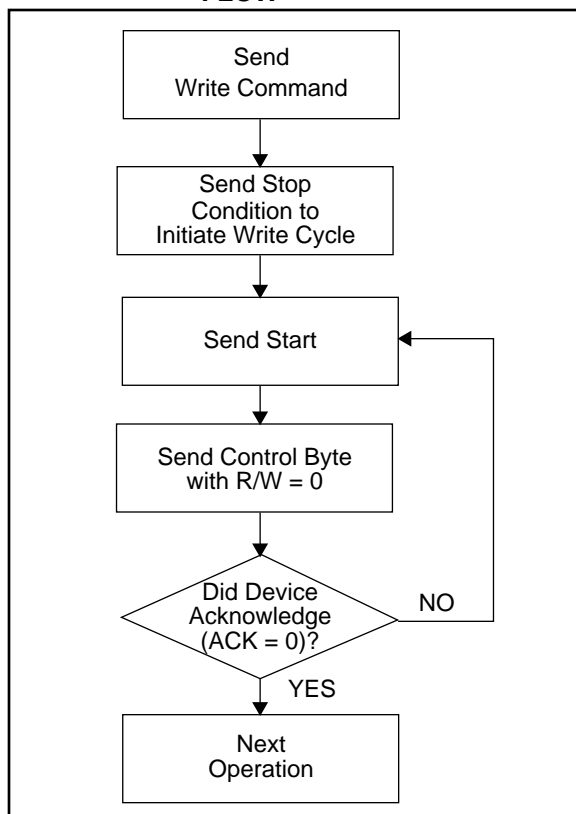 FLOW
Send
Write Command
Send Stop
Condition to
Initiate Write Cycle
Send Start
Send Control Byte
with R/W = 0
Did Device
Acknowledge
(ACK = 0)?
NO
YES
Next
Operation